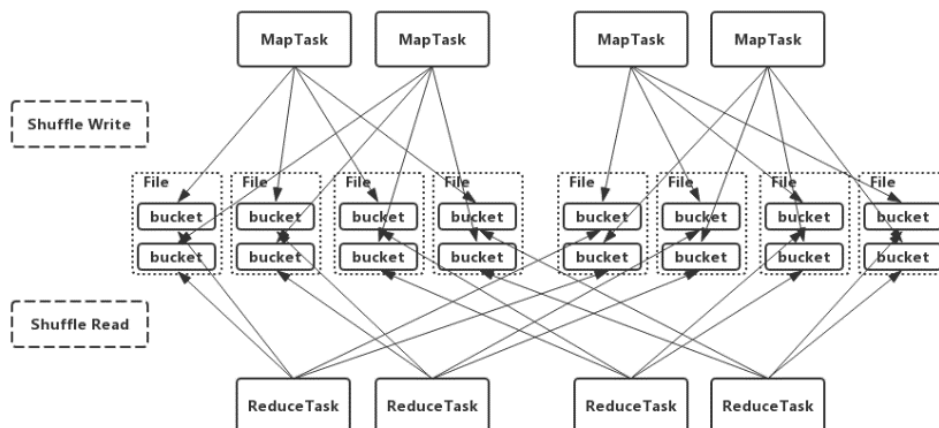 MapTask MapTask MapTask MapTask
Shuffle Write
File File File File File File File File
bucket bucket bucket bucket bucket bucket bucket bucket
bucket bucket bucket bucket bucket bucket bucket bucket
Shuffle Read
ReduceTask ReduceTask ReduceTask ReduceTask